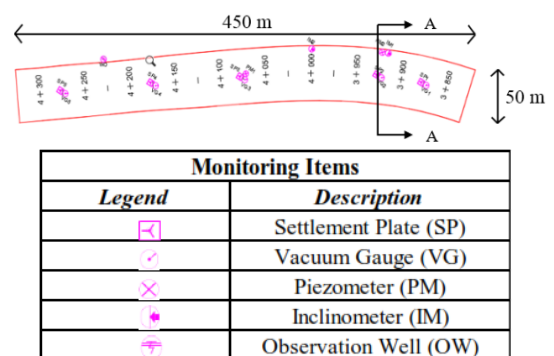 450 m
A
4 + 300
4 + 250
4 + 200
4 + 150
4 + 100
4 + 050
4 + 000
3 + 950
3 + 900
3 + 850
50 m
A
Monitoring Items
Legend Description
Settlement Plate (SP)
Vacuum Gauge (VG)
Piezometer (PM)
Inclinometer (IM)
Observation Well (OW)